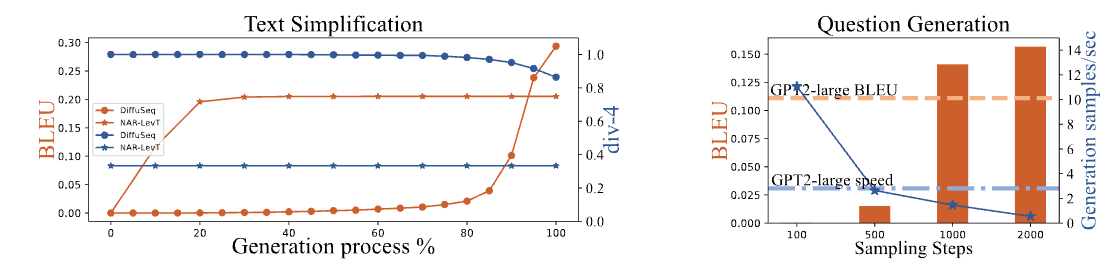 Text Simplification
BLEU
0.30
0.25
0.20
0.15
0.10
0.05
0.00
DiffuSeq
NAR-LevT
DiffuSeq
NAR-LevT
1.0
0.8
0.6
0.4
0.2
0.0
div-4
0 20 40 60 80 100
Generation process %
Question Generation
BLEU
0.150
0.125
0.100
0.075
0.050
0.025
0.000
GPT2-large BLEU
GPT2-large speed
14
12
10
8
6
4
2
0
Generation samples/sec
100 500 1000 2000
Sampling Steps